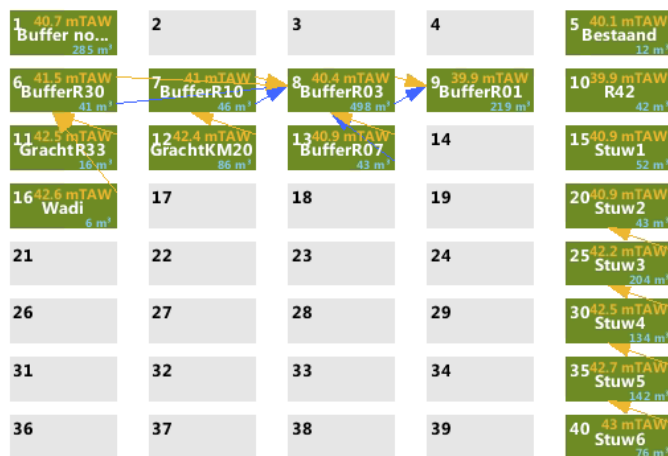 1 40.7 mTAW
Buffer no...
285 m³
2
3
4
5 40.1 mTAW
Bestaand
12 m³
6 41.5 mTAW
BufferR30
41 m³
7 41 mTAW
BufferR10
46 m³
8 40.4 mTAW
BufferR03
498 m³
9 39.9 mTAW
BufferR01
219 m³
10 39.9 mTAW
R42
42 m³
11 42.5 mTAW
GrachtR33
16 m³
12 42.4 mTAW
GrachtKM20
86 m³
13 40.9 mTAW
BufferR07
43 m³
14
15 40.9 mTAW
Stuw1
52 m³
16 42.6 mTAW
Wadi
6 m³
17
18
19
20 40.9 mTAW
Stuw2
43 m³
21
22
23
24
25 42.2 mTAW
Stuw3
204 m³
26
27
28
29
30 42.5 mTAW
Stuw4
134 m³
31
32
33
34
35 42.7 mTAW
Stuw5
142 m³
36
37
38
39
40 43 mTAW
Stuw6
76 m³